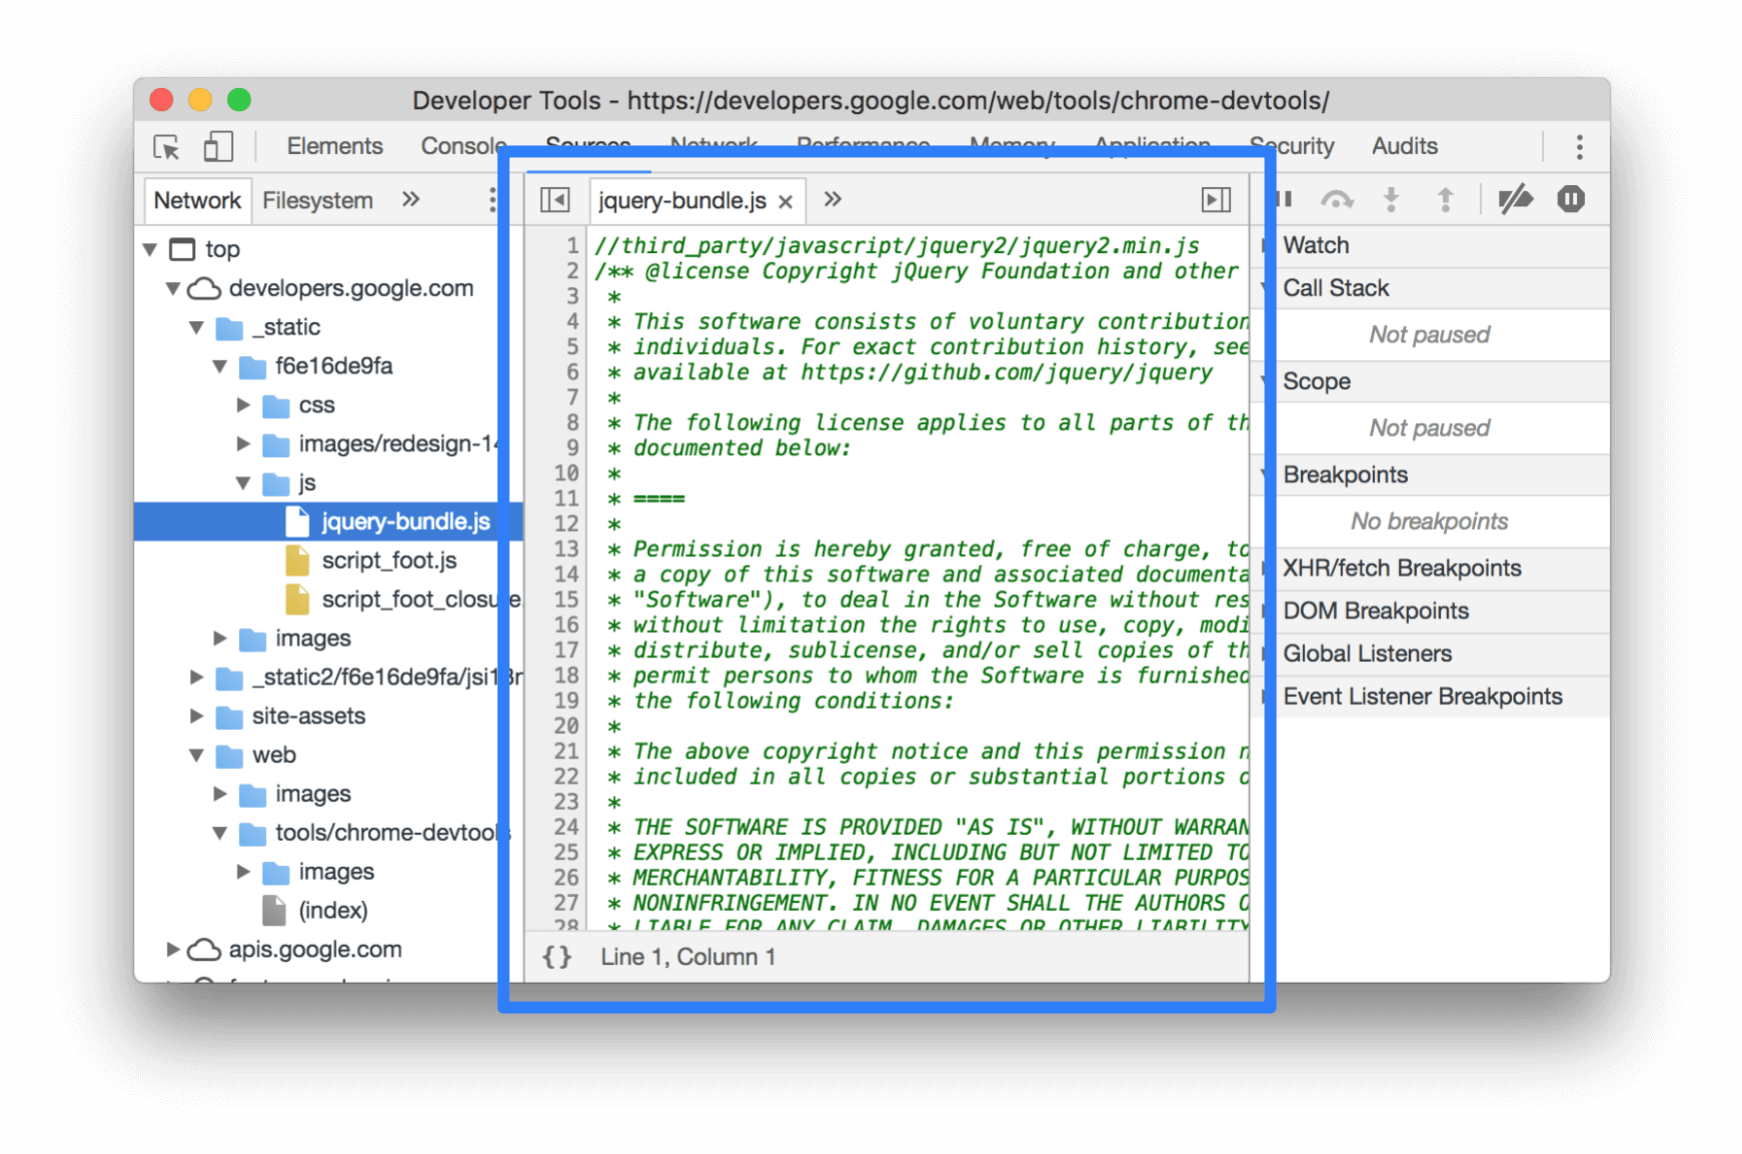 Developer Tools - https://developers.google.com/web/tools/chrome-devtools/
Elements Console Sources Network Performance Memory Application Security Audits
Network Filesystem »
top
developers.google.com
_static
f6e16de9fa
css
images/redesign-14
js
jquery-bundle.js
script_foot.js
script_foot_closure.
images
_static2/f6e16de9fa/jsi18n
site-assets
web
images
tools/chrome-devtools
images
(index)
apis.google.com
jquery-bundle.js × »
1 //third_party/javascript/jquery2/jquery2.min.js
2 /** @license Copyright jQuery Foundation and other
3 *
4 * This software consists of voluntary contribution
5 * individuals. For exact contribution history, see
6 * available at https://github.com/jquery/jquery
7 *
8 * The following license applies to all parts of th
9 * documented below:
10 *
11 * ====
12 *
13 * Permission is hereby granted, free of charge, to
14 * a copy of this software and associated documenta
15 * "Software"), to deal in the Software without res
16 * without limitation the rights to use, copy, modi
17 * distribute, sublicense, and/or sell copies of th
18 * permit persons to whom the Software is furnished
19 * the following conditions:
20 *
21 * The above copyright notice and this permission n
22 * included in all copies or substantial portions o
23 *
24 * THE SOFTWARE IS PROVIDED "AS IS", WITHOUT WARRAN
25 * EXPRESS OR IMPLIED, INCLUDING BUT NOT LIMITED TO
26 * MERCHANTABILITY, FITNESS FOR A PARTICULAR PURPOS
27 * NONINFRINGEMENT. IN NO EVENT SHALL THE AUTHORS O
28 * LIABLE FOR ANY CLAIM, DAMAGES OR OTHER LIABILITY
{} Line 1, Column 1
Watch
Call Stack
Not paused
Scope
Not paused
Breakpoints
No breakpoints
XHR/fetch Breakpoints
DOM Breakpoints
Global Listeners
Event Listener Breakpoints